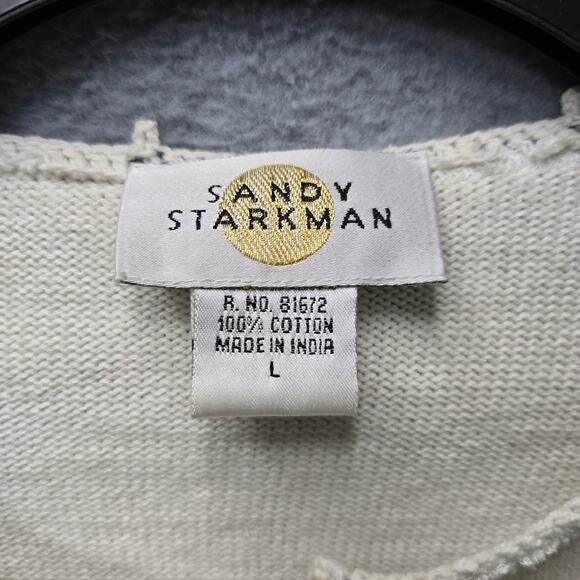 SANDY
STARKMAN
R. NO. 81672
100% COTTON
MADE IN INDIA
L